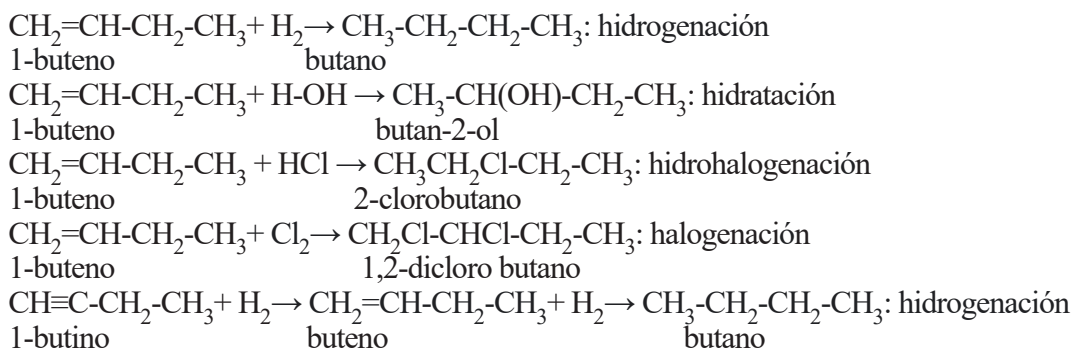 CH₂=CH-CH₂-CH₃+ H₂→ CH₃-CH₂-CH₂-CH₃: hidrogenación
1-buteno butano
CH₂=CH-CH₂-CH₃+ H-OH → CH₃-CH(OH)-CH₂-CH₃: hidratación
1-buteno butan-2-ol
CH₂=CH-CH₂-CH₃ + HCl → CH₃CH₂Cl-CH₂-CH₃: hidrohalogenación
1-buteno 2-clorobutano
CH₂=CH-CH₂-CH₃+ Cl₂→ CH₂Cl-CHCl-CH₂-CH₃: halogenación
1-buteno 1,2-dicloro butano
CH≡C-CH₂-CH₃+ H₂→ CH₂=CH-CH₂-CH₃+ H₂→ CH₃-CH₂-CH₂-CH₃: hidrogenación
1-butino buteno butano